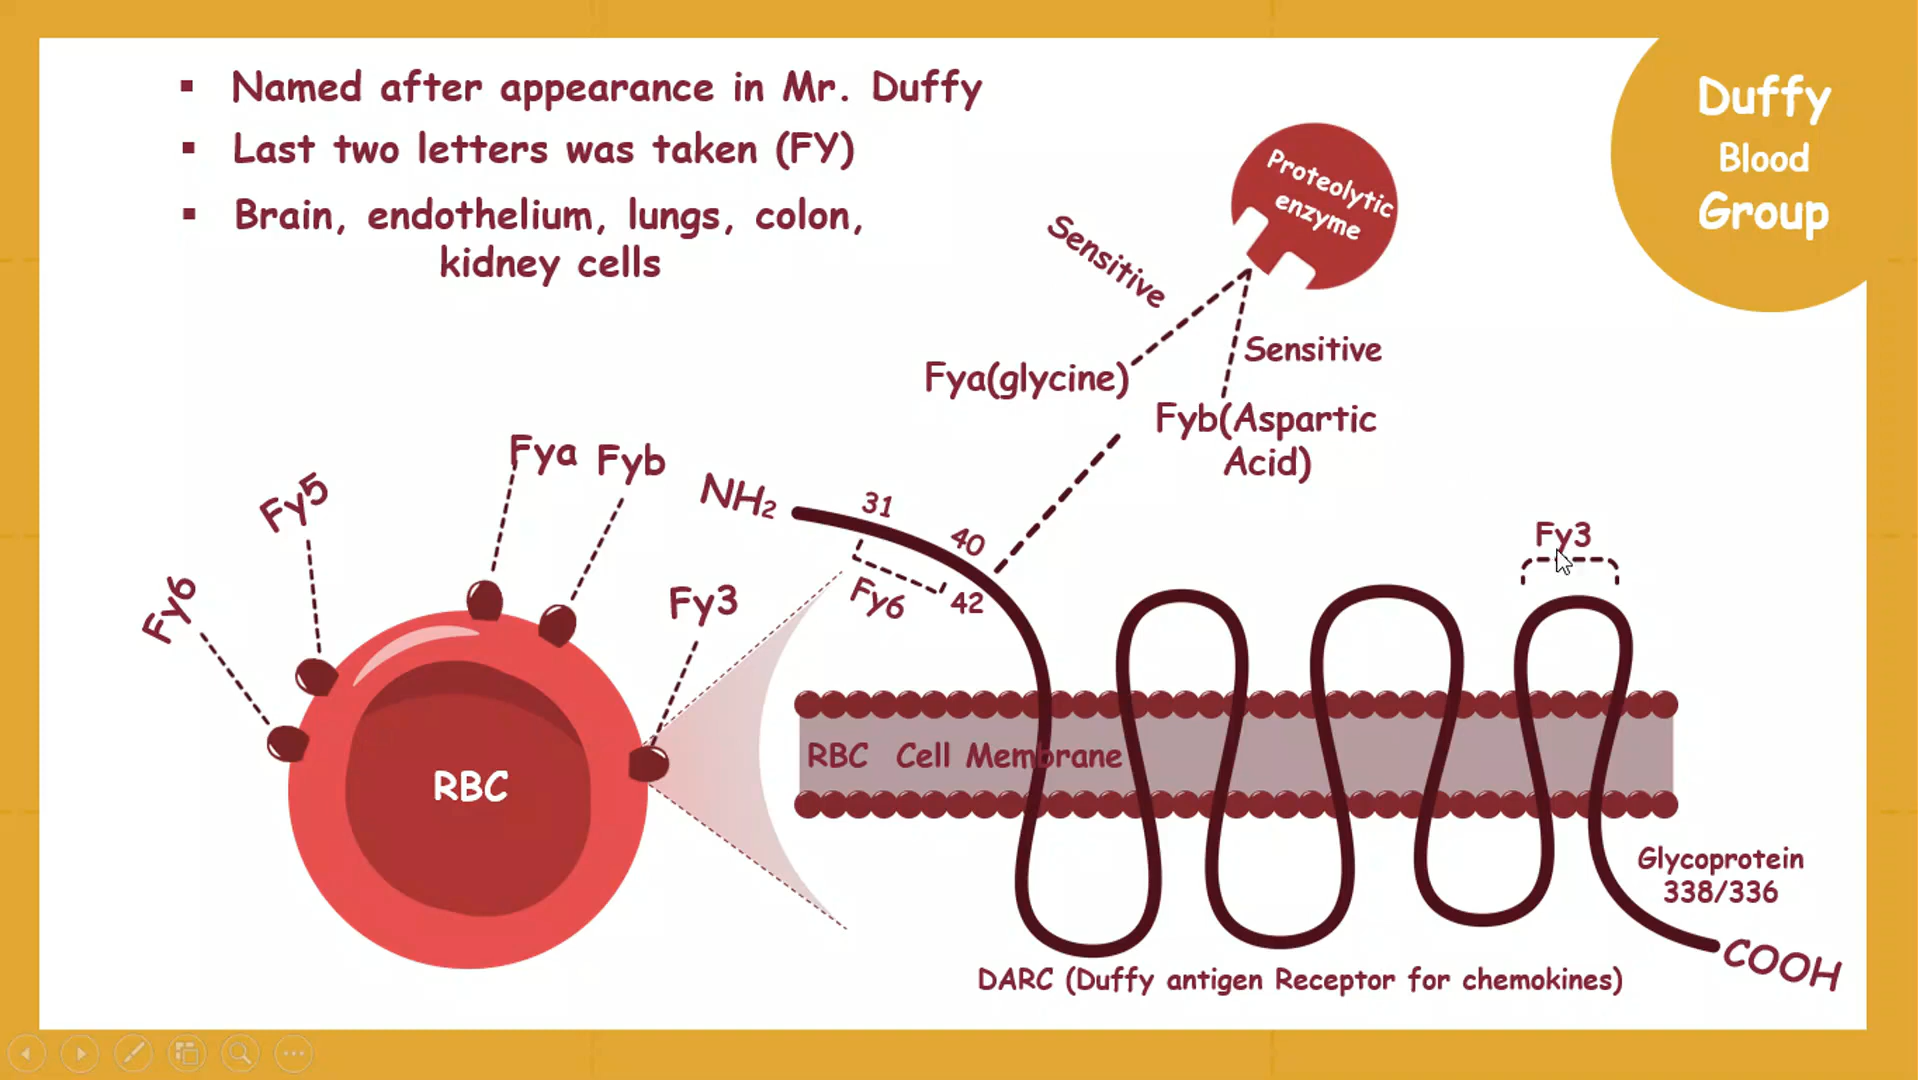 ▪ Named after appearance in Mr. Duffy
▪ Last two letters was taken (FY)
▪ Brain, endothelium, lungs, colon,
kidney cells
Duffy
Blood
Group
Proteolytic
enzyme
Sensitive
Sensitive
Fya(glycine)
Fyb(Aspartic
Acid)
Fya
Fyb
Fy5
Fy6
Fy3
RBC
NH₂
31
40
42
Fy6
Fy3
RBC Cell Membrane
Glycoprotein
338/336
COOH
DARC (Duffy antigen Receptor for chemokines)